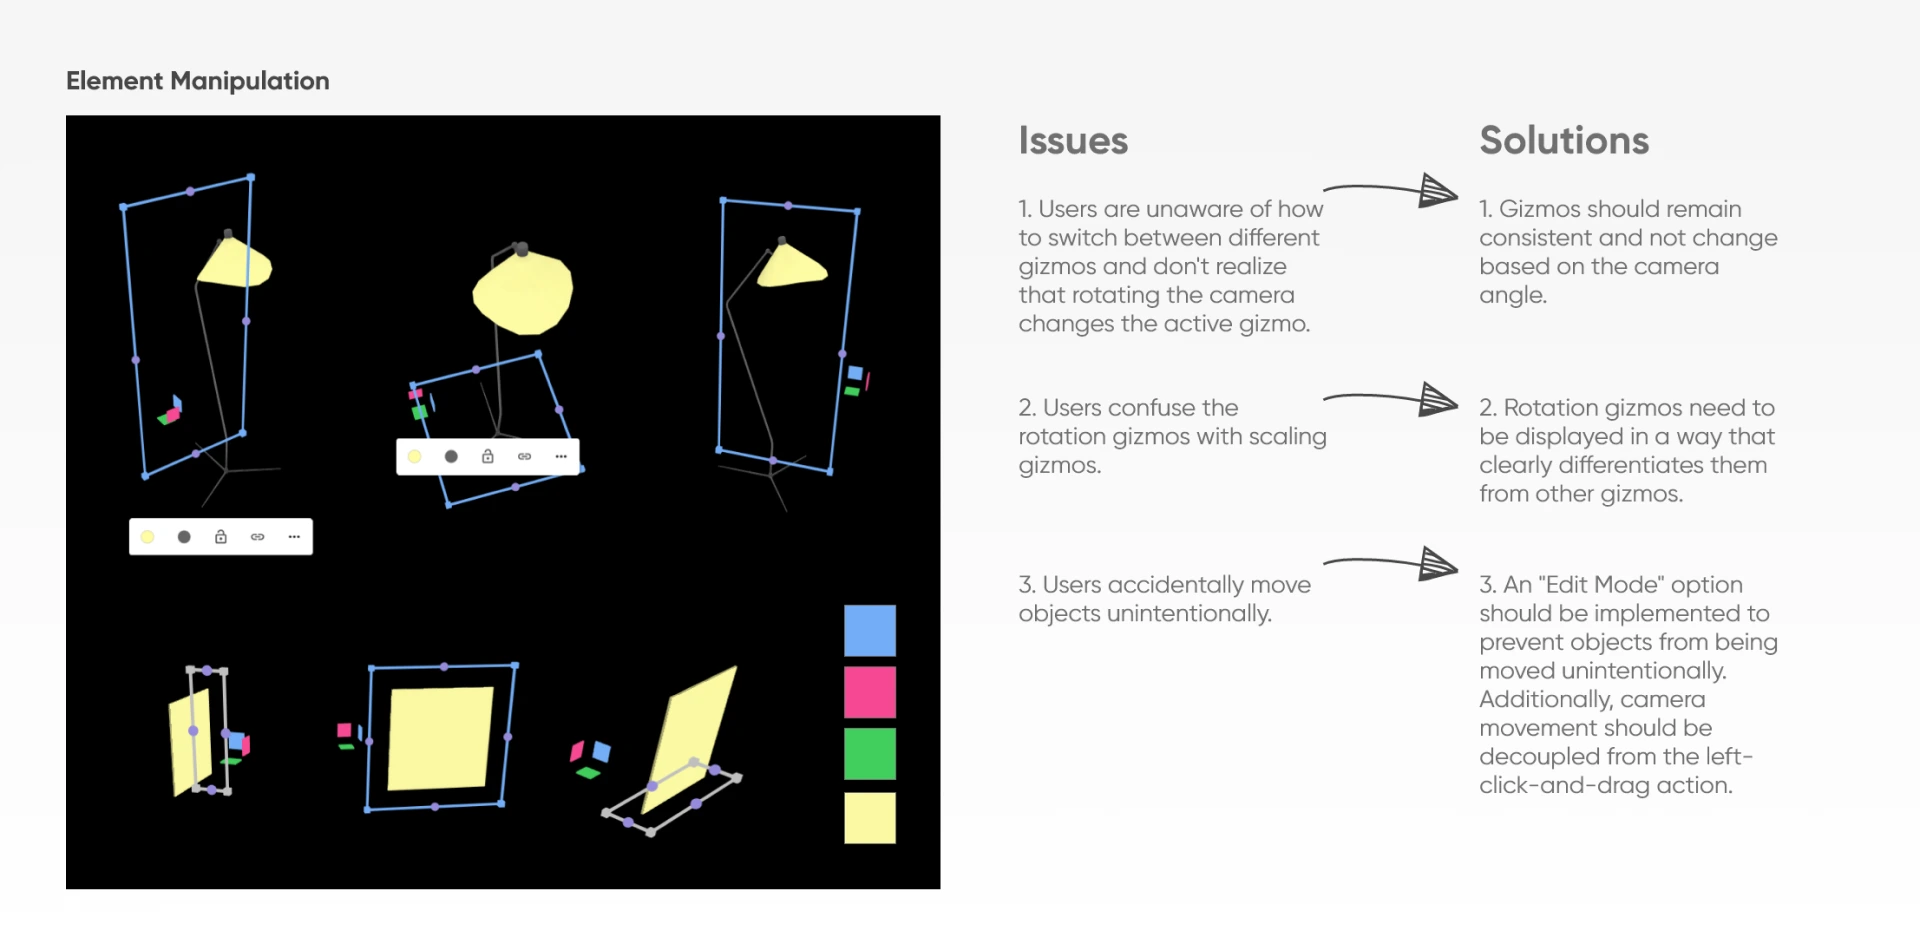 Element Manipulation
Issues
1. Users are unaware of how
to switch between different
gizmos and don't realize
that rotating the camera
changes the active gizmo.
2. Users confuse the
rotation gizmos with scaling
gizmos.
3. Users accidentally move
objects unintentionally.
Solutions
1. Gizmos should remain
consistent and not change
based on the camera
angle.
2. Rotation gizmos need to
be displayed in a way that
clearly differentiates them
from other gizmos.
3. An "Edit Mode" option
should be implemented to
prevent objects from being
moved unintentionally.
Additionally, camera
movement should be
decoupled from the left-
click-and-drag action.